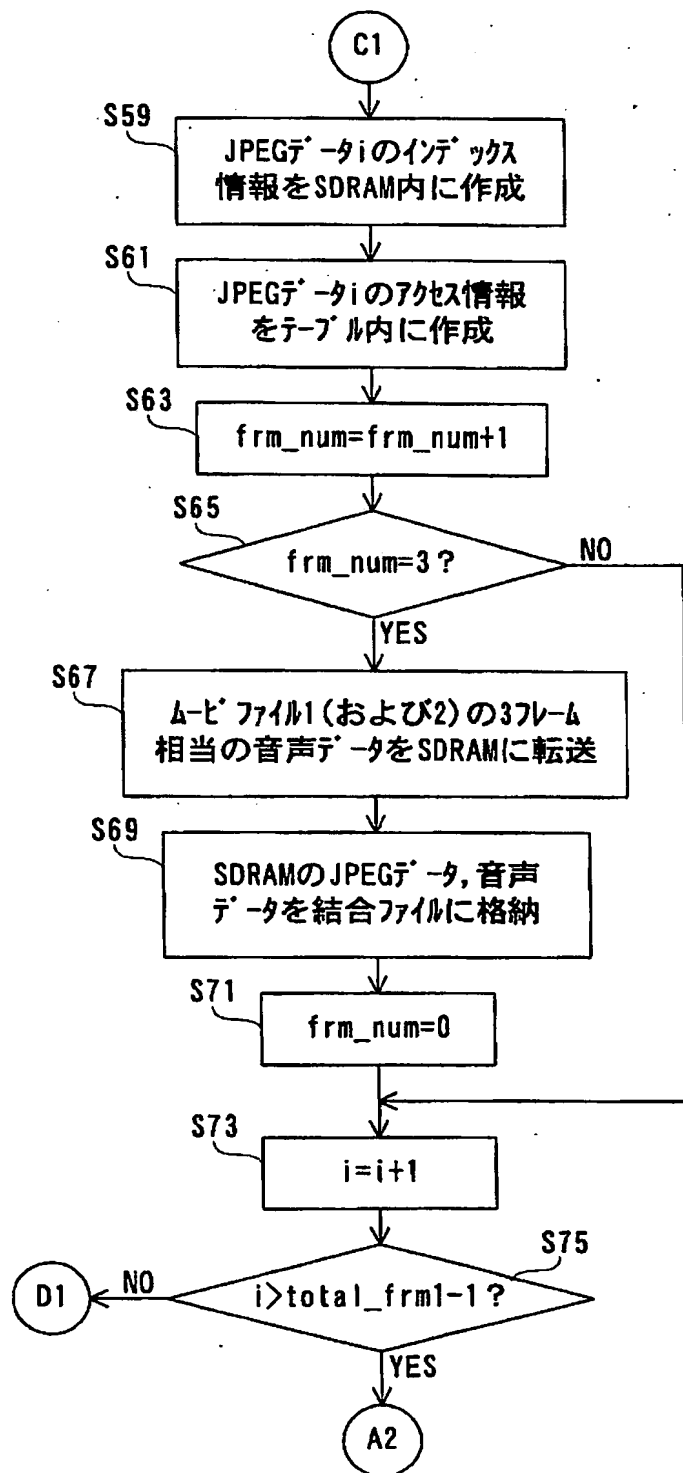 C1
S59
JPEGデータiのインデックス
情報をSDRAM内に作成
S61
JPEGデータiのアクセス情報
をテーブル内に作成
S63
frm_num=frm_num+1
S65
frm_num=3?
NO
YES
S67
ムービファイル1(および2)の3フレーム
相当の音声データをSDRAMに転送
S69
SDRAMのJPEGデータ,音声
データを結合ファイルに格納
S71
frm_num=0
S73
i=i+1
S75
i>total_frm1-1?
NO
D1
YES
A2